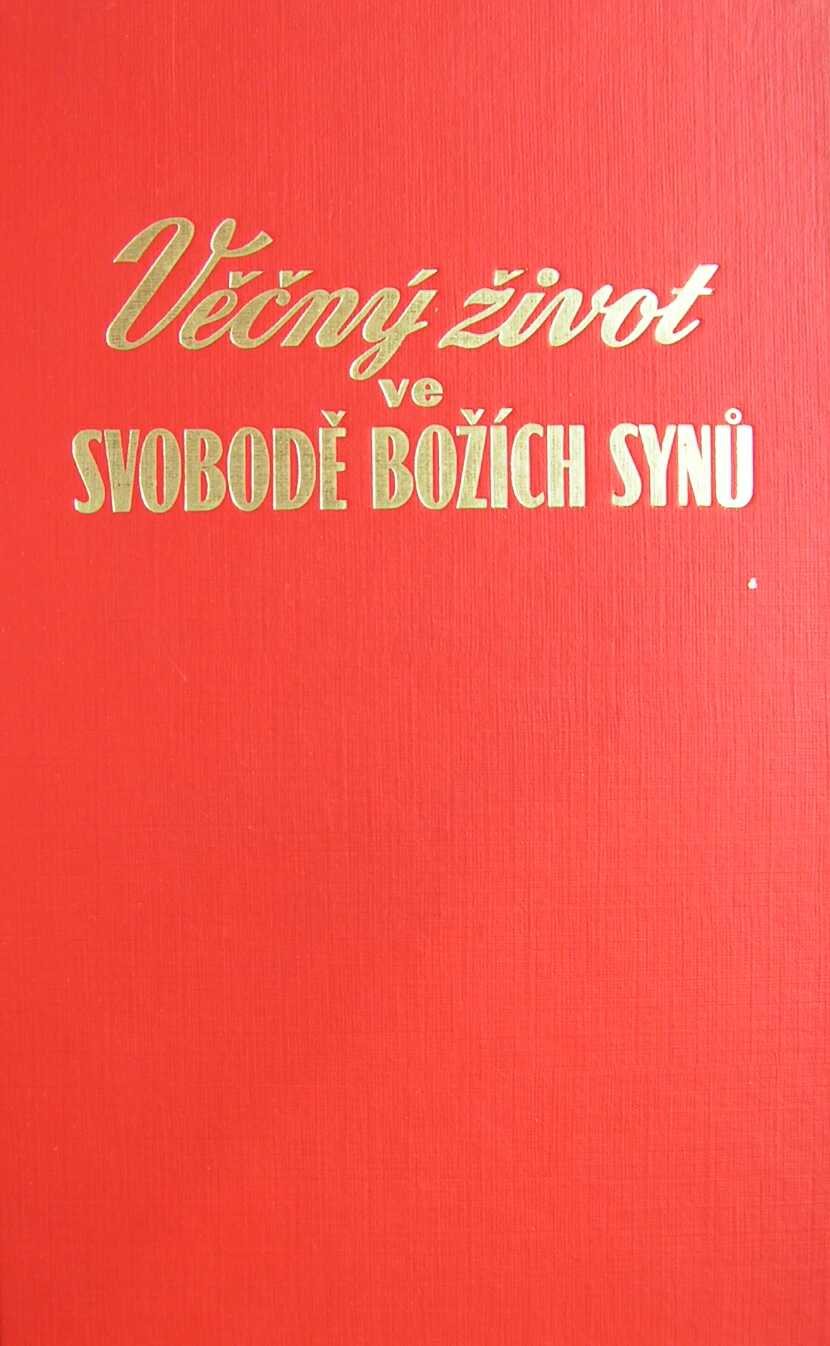 Věčný život
ve
SVOBODĚ BOŽÍCH SYNŮ